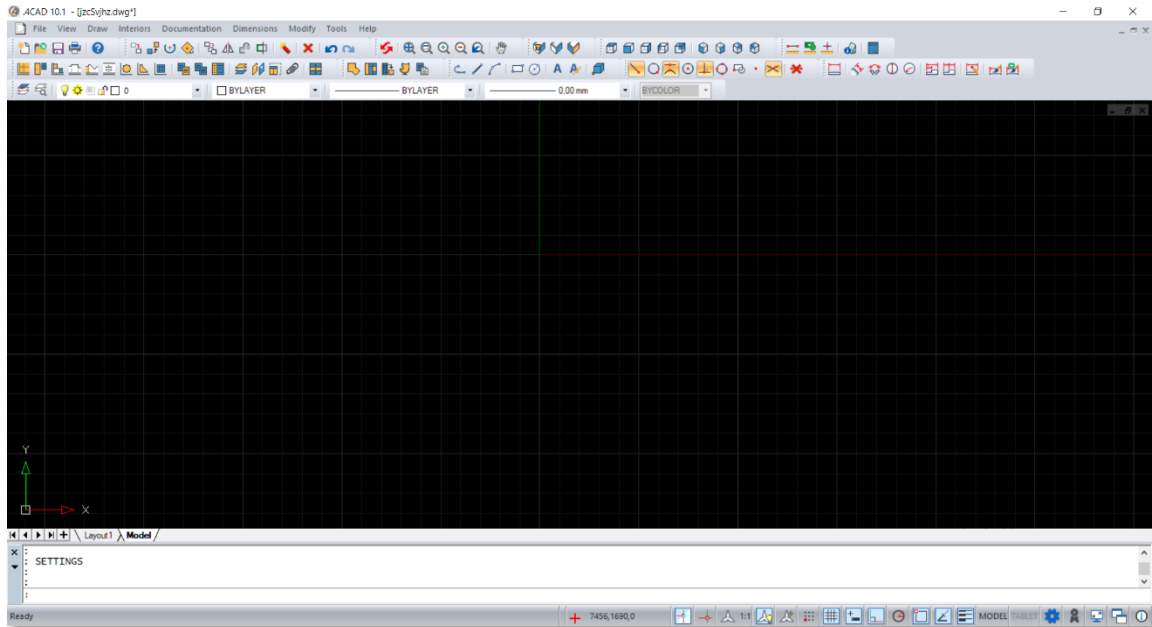 .4CAD 10.1 - [jzcSvjhz.dwg*]
File View Draw Interiors Documentation Dimensions Modify Tools Help
0 BYLAYER BYLAYER 0.00 mm BYCOLOR
Y
X
Layout1 Model
:
: SETTINGS
:
:
:
Ready 7456,1690,0 1:1 MODEL TABLET